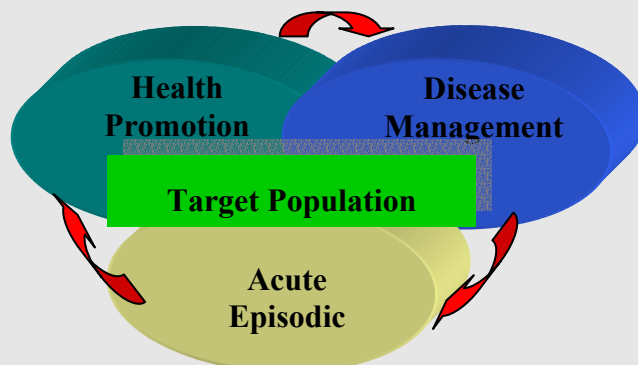 Health
Promotion
Disease
Management
Target Population
Acute
Episodic